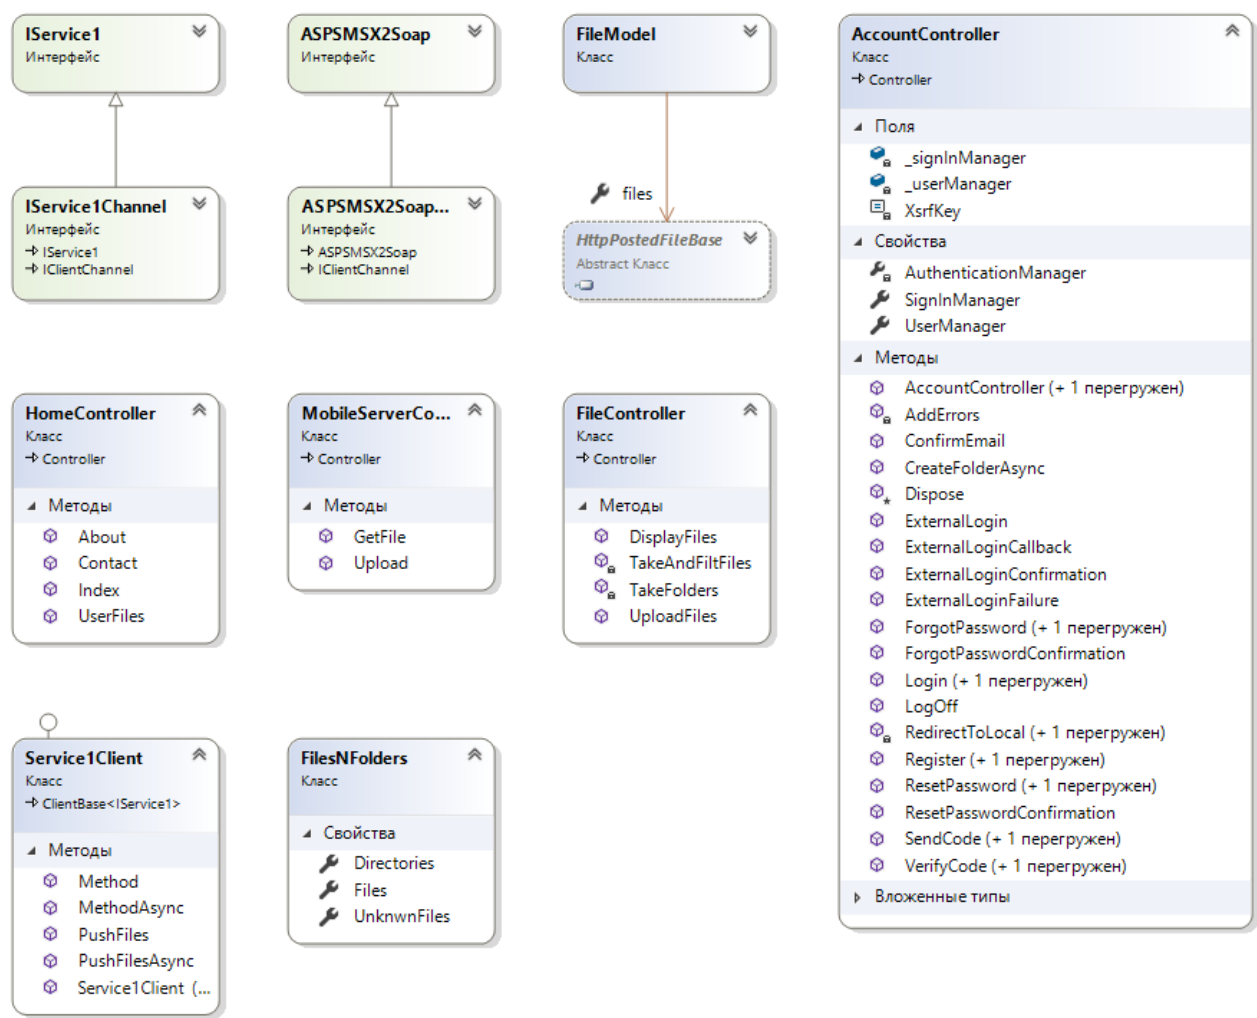 IService1
Интерфейс
ASPSMSX2Soap
Интерфейс
FileModel
Класс
IService1Channel
Интерфейс
IService1
IClientChannel
ASPSMSX2Soap...
Интерфейс
ASPSMSX2Soap
IClientChannel
files
HttpPostedFileBase
Abstract Класс
HomeController
Класс
Controller
Методы
About
Contact
Index
UserFiles
MobileServerCo...
Класс
Controller
Методы
GetFile
Upload
FileController
Класс
Controller
Методы
DisplayFiles
TakeAndFiltFiles
TakeFolders
UploadFiles
Service1Client
Класс
ClientBase<IService1>
Методы
Method
MethodAsync
PushFiles
PushFilesAsync
Service1Client (...
FilesNFolders
Класс
Свойства
Directories
Files
UnknwnFiles
AccountController
Класс
Controller
Поля
_signInManager
_userManager
XsrfKey
Свойства
AuthenticationManager
SignInManager
UserManager
Методы
AccountController (+ 1 перегружен)
AddErrors
ConfirmEmail
CreateFolderAsync
Dispose
ExternalLogin
ExternalLoginCallback
ExternalLoginConfirmation
ExternalLoginFailure
ForgotPassword (+ 1 перегружен)
ForgotPasswordConfirmation
Login (+ 1 перегружен)
LogOff
RedirectToLocal (+ 1 перегружен)
Register (+ 1 перегружен)
ResetPassword (+ 1 перегружен)
ResetPasswordConfirmation
SendCode (+ 1 перегружен)
VerifyCode (+ 1 перегружен)
Вложенные типы